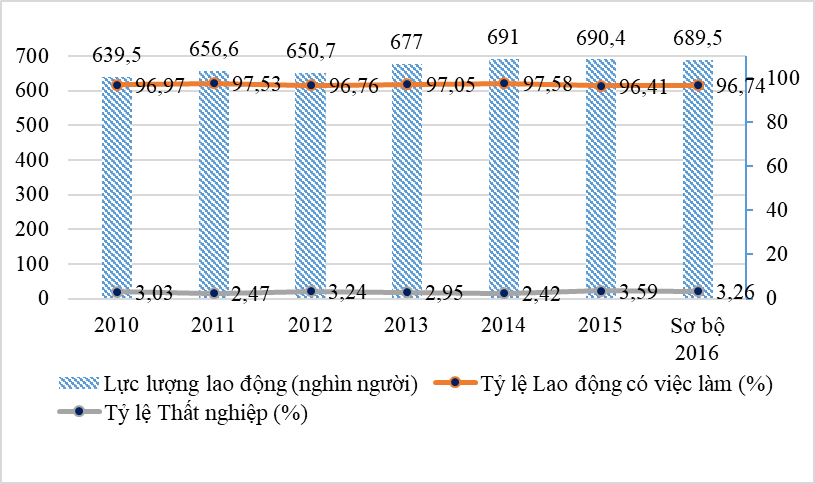 639,5 656,6 650,7 677 691 690,4 689,5
700
600
500
400
300
200
100
0
96,97 97,53 96,76 97,05 97,58 96,41 96,74
100
80
60
40
20
0
3,03 2,47 3,24 2,95 2,42 3,59 3,26
2010 2011 2012 2013 2014 2015 Sơ bộ
2016
Lực lượng lao động (nghìn người) Tỷ lệ Lao động có việc làm (%)
Tỷ lệ Thất nghiệp (%)